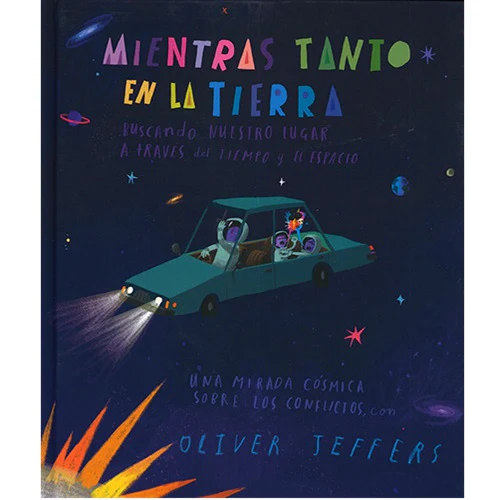 MIENTRAS TANTO
EN LA TIERRA
BUSCANDO NUESTRO LUGAR
A TRAVES del TIEMPO y EL ESPACIO
UNA MIRADA CÓSMICA
SOBRE LOS CONFLICTOS, con
OLIVER JEFFERS